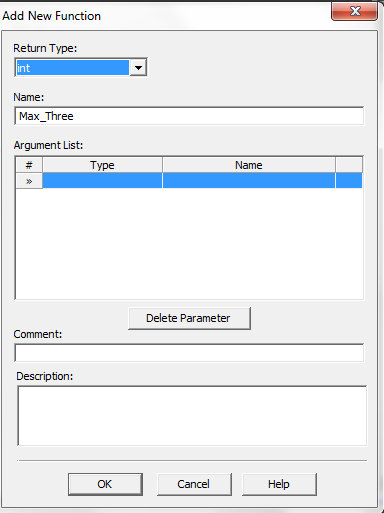 Add New Function
Return Type:
int
Name:
Max_Three
Argument List:
# Type Name
»
Delete Parameter
Comment:
Description:
OK Cancel Help